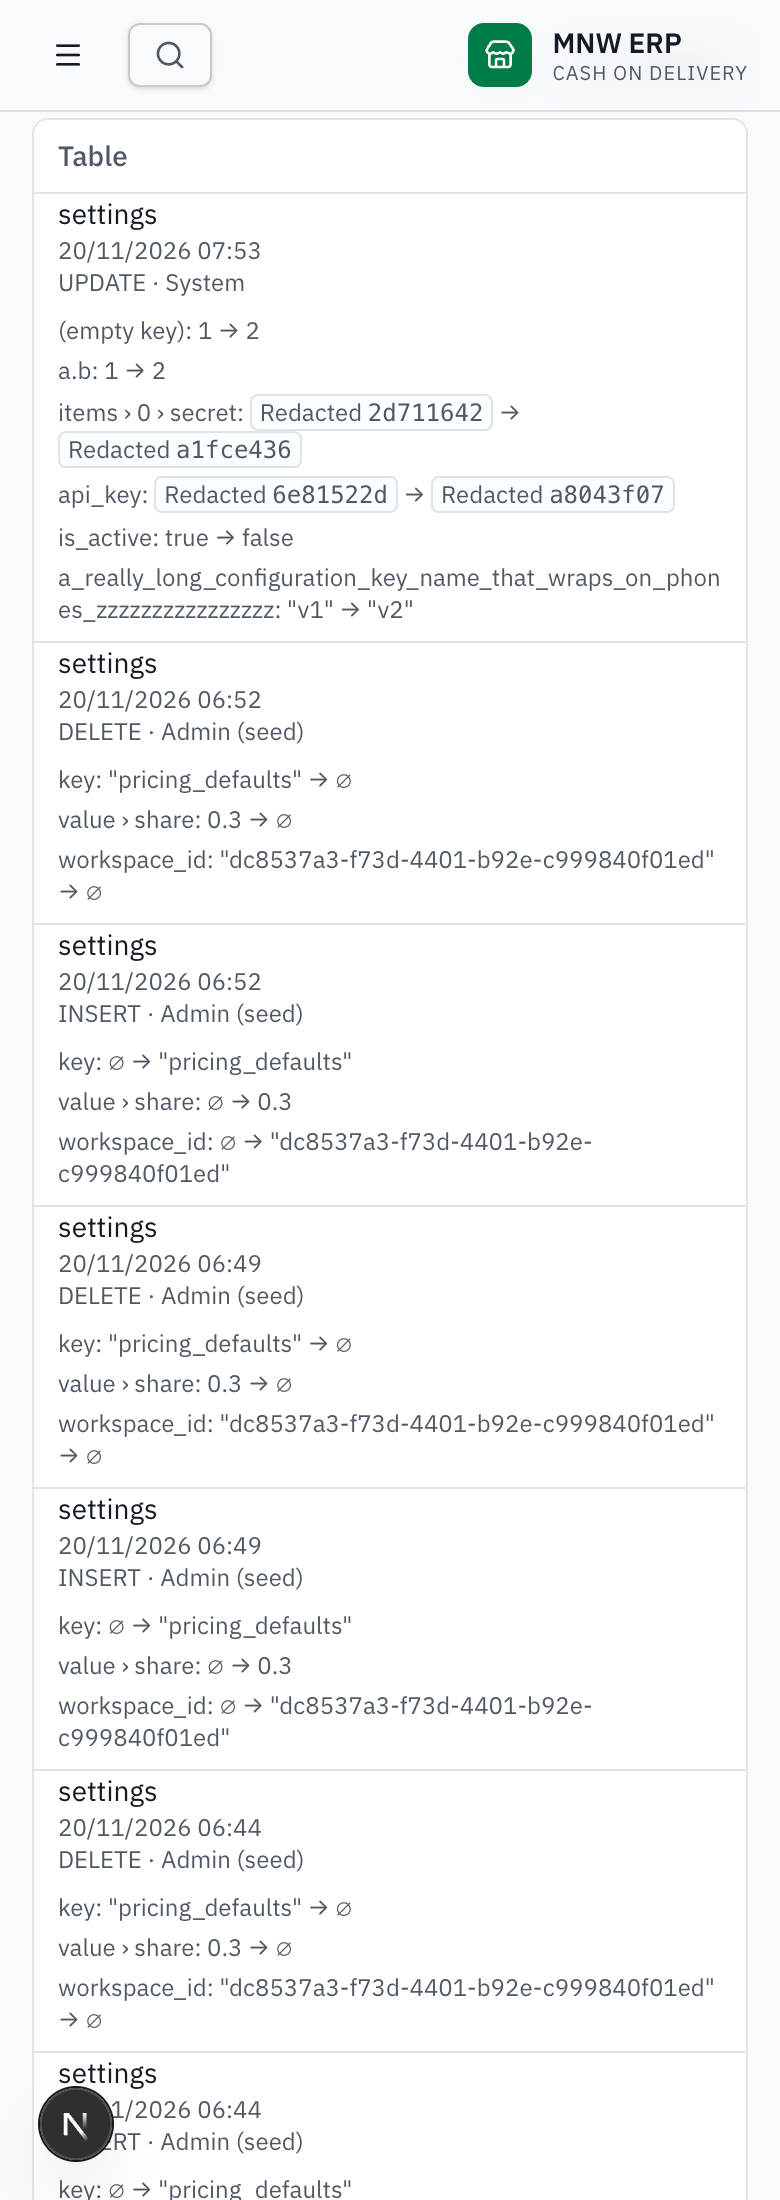 MNW ERP
CASH ON DELIVERY
Table
settings
20/11/2026 07:53
UPDATE · System
(empty key): 1 → 2
a.b: 1 → 2
items › 0 › secret: Redacted 2d711642 →
Redacted a1fce436
api_key: Redacted 6e81522d → Redacted a8043f07
is_active: true → false
a_really_long_configuration_key_name_that_wraps_on_phon
es_zzzzzzzzzzzzzzzz: "v1" → "v2"
settings
20/11/2026 06:52
DELETE · Admin (seed)
key: "pricing_defaults" → ∅
value › share: 0.3 → ∅
workspace_id: "dc8537a3-f73d-4401-b92e-c999840f01ed"
→ ∅
settings
20/11/2026 06:52
INSERT · Admin (seed)
key: ∅ → "pricing_defaults"
value › share: ∅ → 0.3
workspace_id: ∅ → "dc8537a3-f73d-4401-b92e-
c999840f01ed"
settings
20/11/2026 06:49
DELETE · Admin (seed)
key: "pricing_defaults" → ∅
value › share: 0.3 → ∅
workspace_id: "dc8537a3-f73d-4401-b92e-c999840f01ed"
→ ∅
settings
20/11/2026 06:49
INSERT · Admin (seed)
key: ∅ → "pricing_defaults"
value › share: ∅ → 0.3
workspace_id: ∅ → "dc8537a3-f73d-4401-b92e-
c999840f01ed"
settings
20/11/2026 06:44
DELETE · Admin (seed)
key: "pricing_defaults" → ∅
value › share: 0.3 → ∅
workspace_id: "dc8537a3-f73d-4401-b92e-c999840f01ed"
→ ∅
settings
1/2026 06:44
N
ERT · Admin (seed)
key: ∅ → "pricing_defaults"